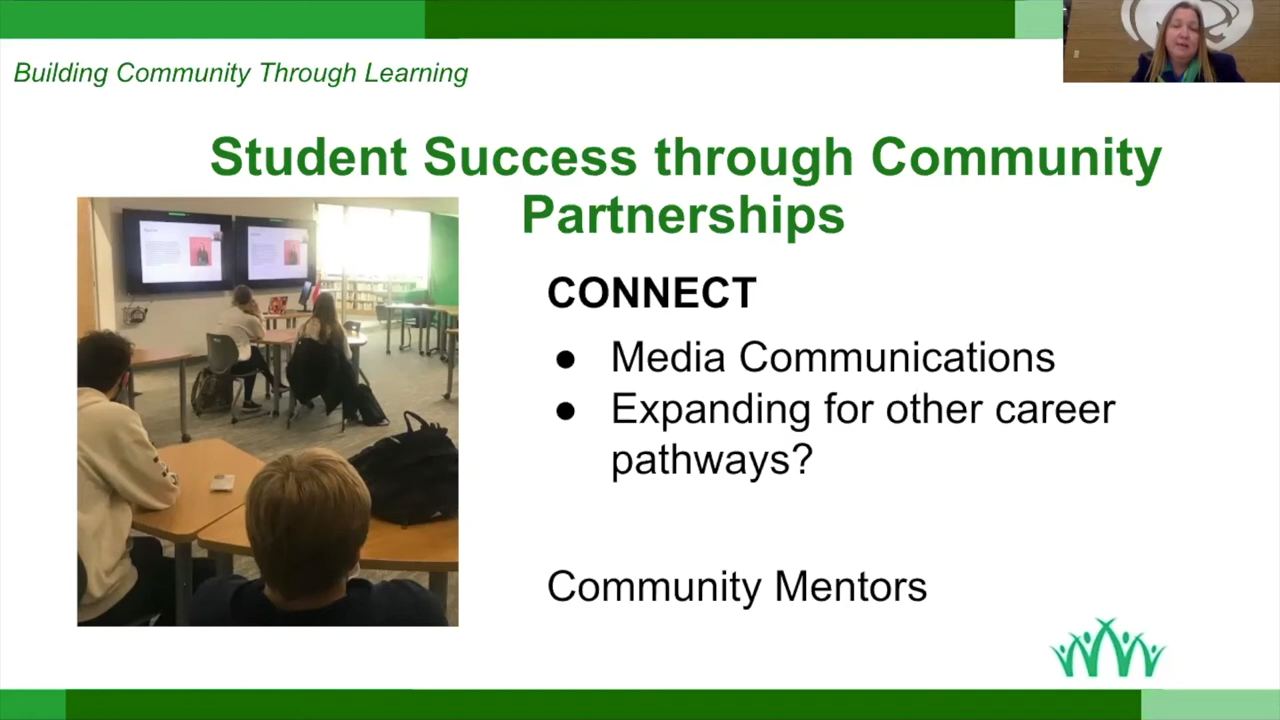 Building Community Through Learning
Student Success through Community
Partnerships
CONNECT
● Media Communications
● Expanding for other career
pathways?
Community Mentors